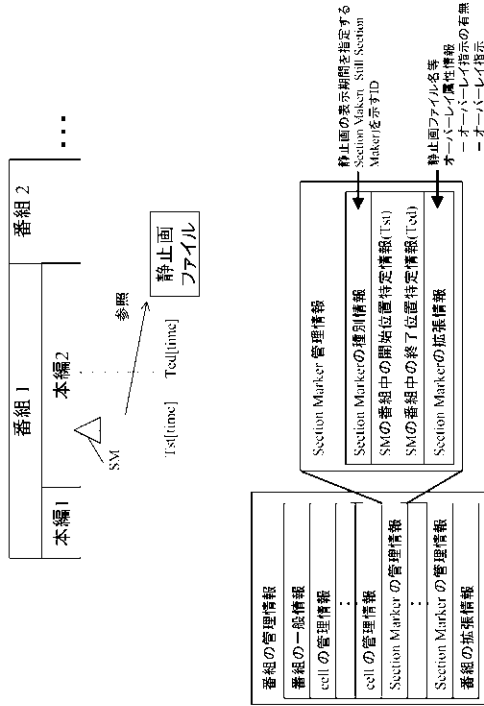 番組 1
番組 2
・・・
本編1
本編2
SM
参照
Tst[time]
Ted[time]
静止画
ファイル
番組の管理情報
番組の一般情報
cell の管理情報
⋮
cell の管理情報
Section Marker の管理情報
⋮
Section Marker の管理情報
番組の拡張情報
Section Marker 管理情報
Section Markerの種別情報
SMの番組中の開始位置特定情報(Tst)
SMの番組中の終了位置特定情報(Ted)
Section Markerの拡張情報
静止画の表示期間を指定する
Section Maker, 「Still Section
Maker」を示すID
静止画ファイル名等
オーバーレイ属性情報
－ オーバーレイ指示の有無
－ オーバーレイ指示